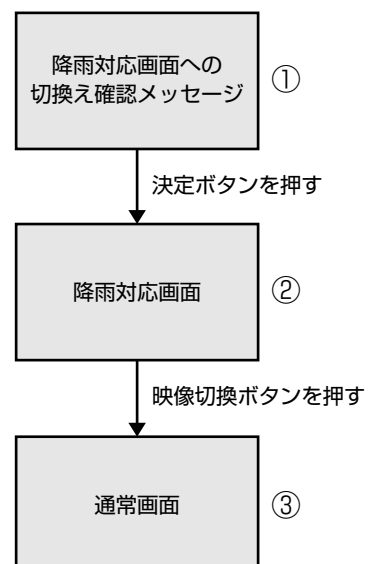 降雨対応画面への
切換え確認メッセージ
①
決定ボタンを押す
降雨対応画面
②
映像切換ボタンを押す
通常画面
③